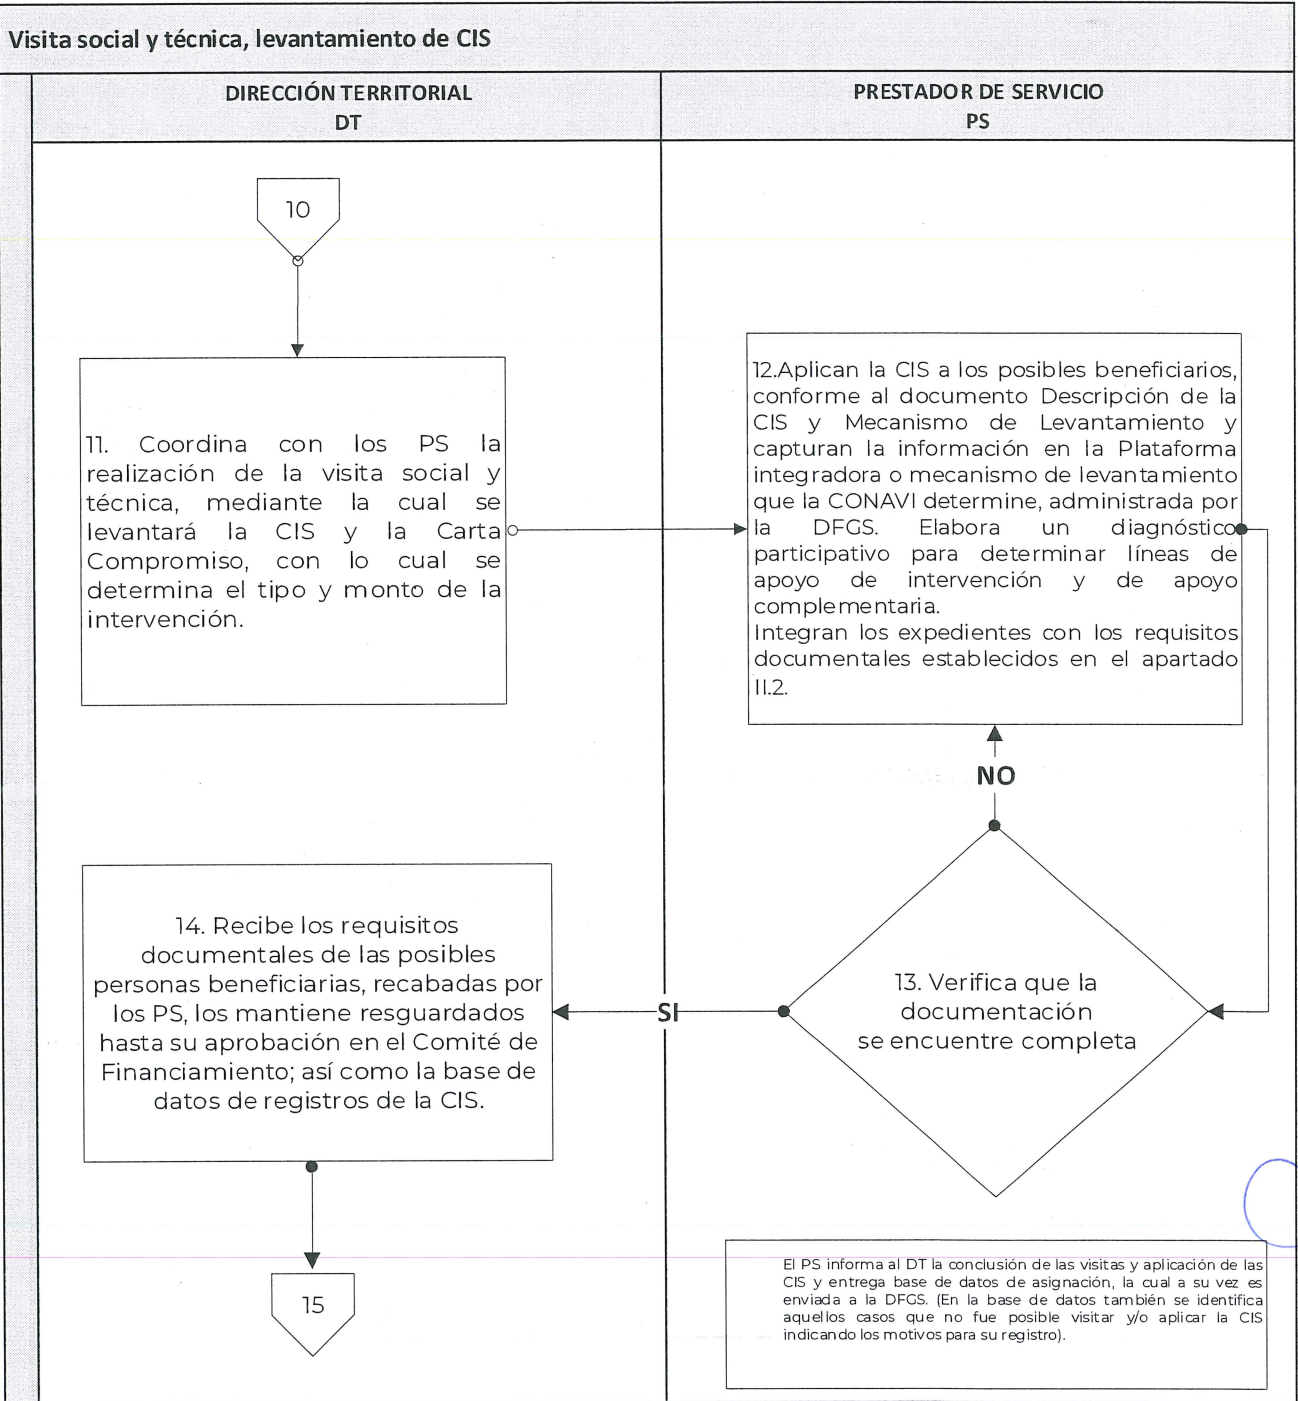 Visita social y técnica, levantamiento de CIS
DIRECCIÓN TERRITORIAL
DT
PRESTADOR DE SERVICIO
PS
10
11. Coordina con los PS la
realización de la visita social y
técnica, mediante la cual se
levantará la CIS y la Carta
Compromiso, con lo cual se
determina el tipo y monto de la
intervención.
12.Aplican la CIS a los posibles beneficiarios,
conforme al documento Descripción de la
CIS y Mecanismo de Levantamiento y
capturan la información en la Plataforma
integradora o mecanismo de levantamiento
que la CONAVI determine, administrada por
la DFGS. Elabora un diagnóstico
participativo para determinar líneas de
apoyo de intervención y de apoyo
complementaria.
Integran los expedientes con los requisitos
documentales establecidos en el apartado
II.2.
NO
13. Verifica que la
documentación
se encuentre completa
SI
14. Recibe los requisitos
documentales de las posibles
personas beneficiarias, recabadas por
los PS, los mantiene resguardados
hasta su aprobación en el Comité de
Financiamiento; así como la base de
datos de registros de la CIS.
15
El PS informa al DT la conclusión de las visitas y aplicación de las
CIS y entrega base de datos de asignación, la cual a su vez es
enviada a la DFGS. (En la base de datos también se identifica
aquellos casos que no fue posible visitar y/o aplicar la CIS
indicando los motivos para su registro).